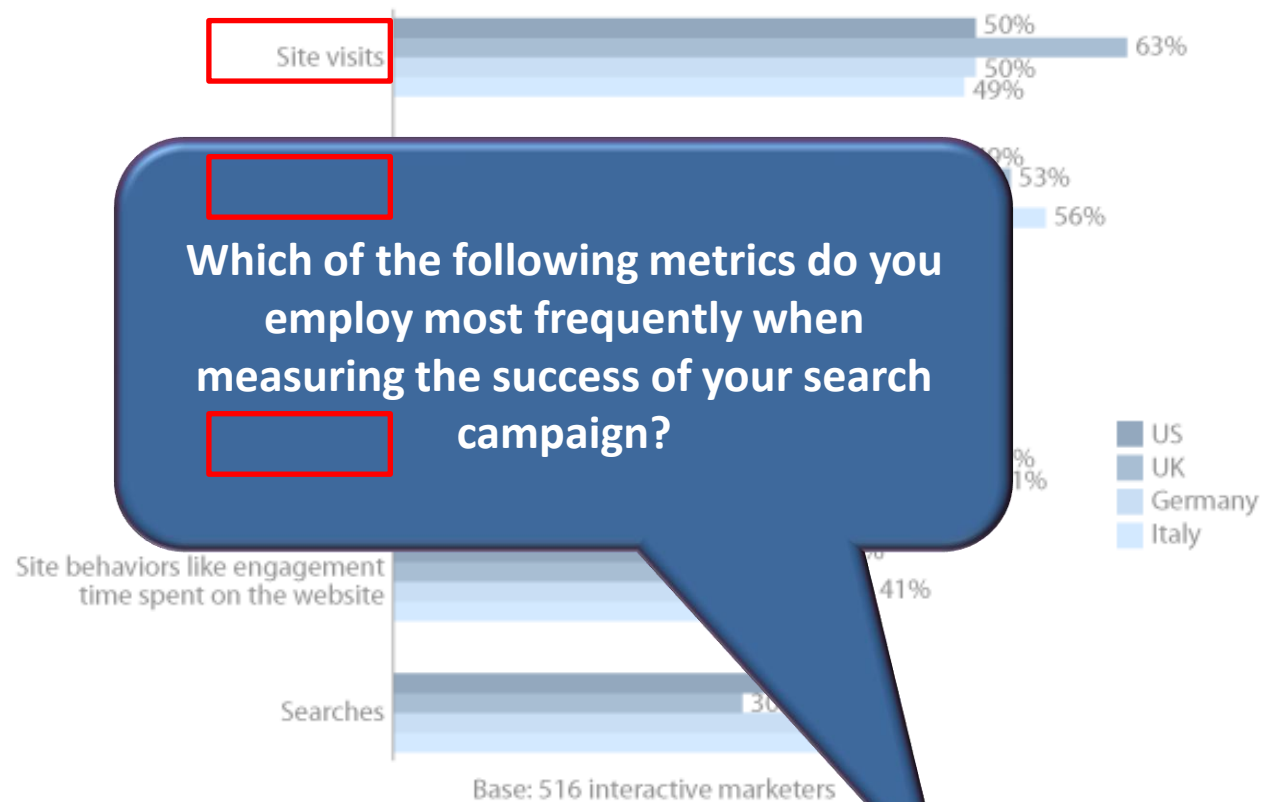 50%
Site visits
63%
50%
49%
53%
56%
Which of the following metrics do you
employ most frequently when
measuring the success of your search
campaign?
US
UK
Germany
Italy
Site behaviors like engagement
time spent on the website
41%
Searches
Base: 516 interactive marketers